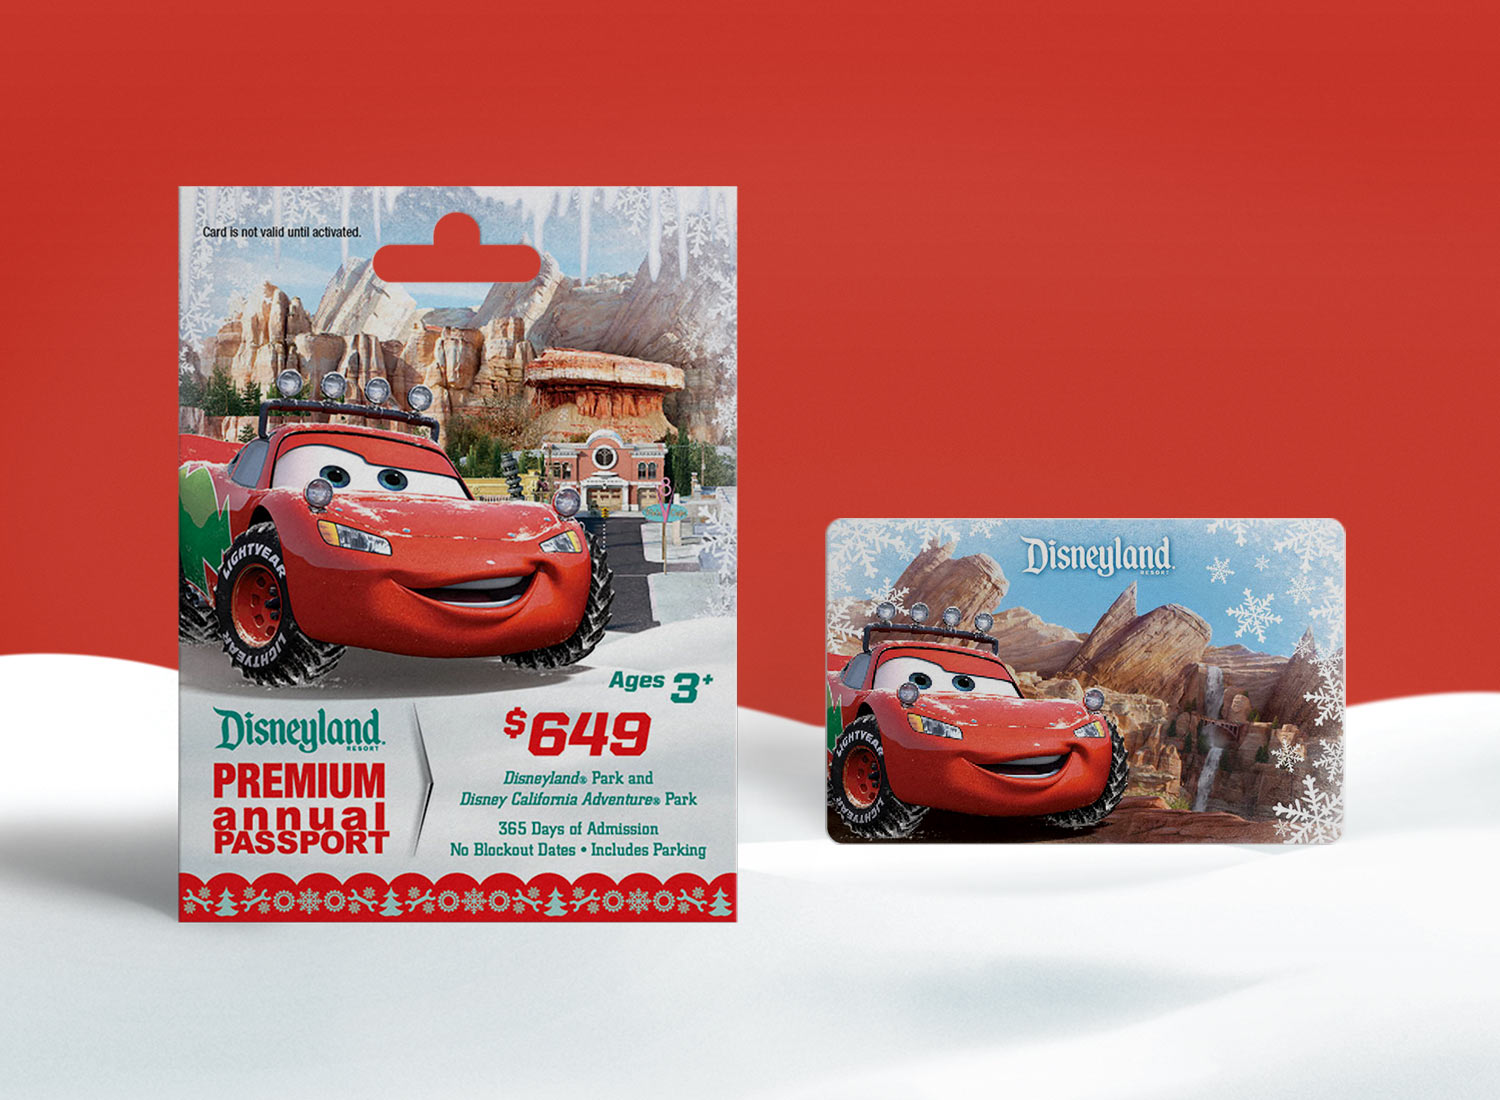 Card is not valid until activated.
LIGHTYEAR
LIGHTYEAR
Ages 3+
Disneyland®
RESORT
PREMIUM
annual
PASSPORT
$649
Disneyland® Park and
Disney California Adventure® Park
365 Days of Admission
No Blockout Dates • Includes Parking
Disneyland®
RESORT
LIGHTYEAR
LIGHTYEAR